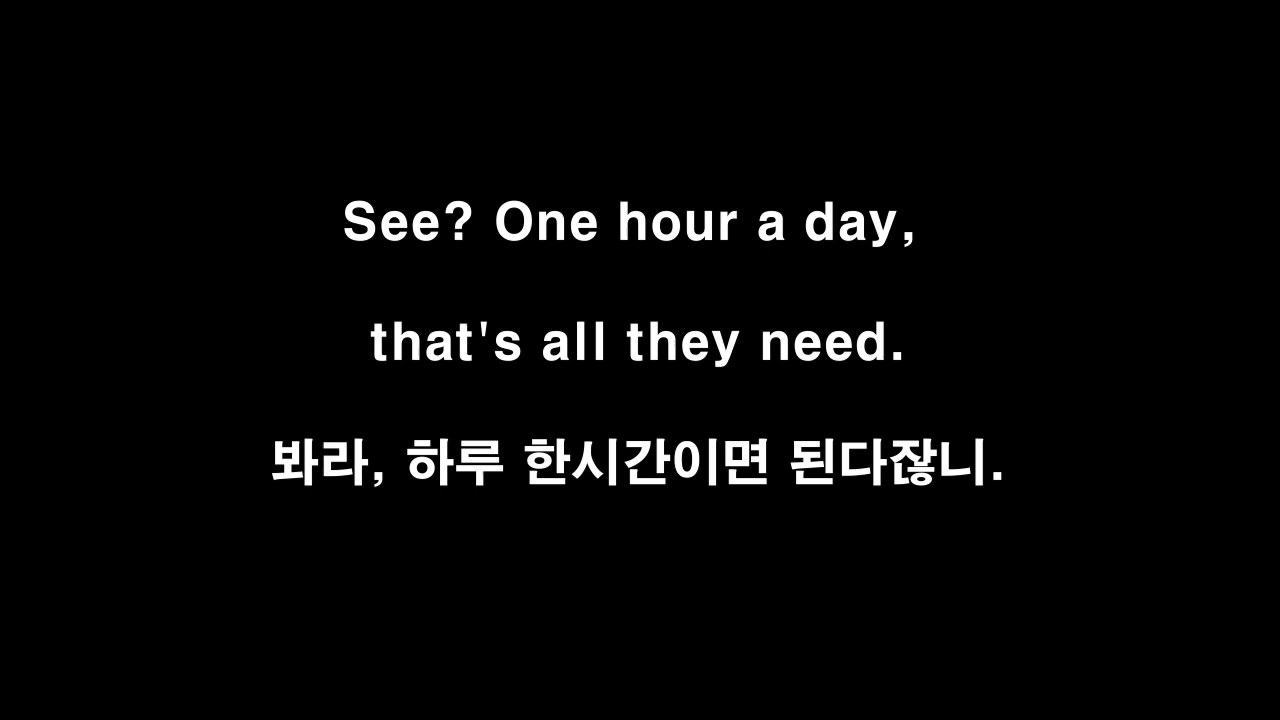 See? One hour a day,
that's all they need.
봐라, 하루 한시간이면 된다잖니.